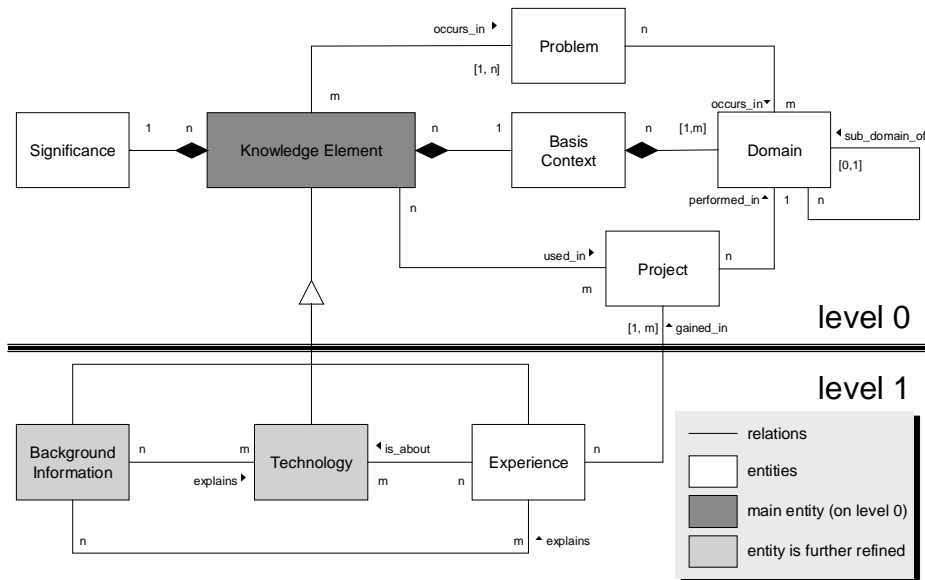 occurs_in
Problem
n
[1, n]
m
occurs_in
m
Significance
1
n
Knowledge Element
n
1
Basis
Context
n
[1,m]
Domain
sub_domain_of
[0,1]
n
performed_in
1
n
used_in
m
Project
n
[1, m]
gained_in
level 0
level 1
Background
Information
n
m
explains
Technology
is_about
m
n
Experience
n
n
m
explains
relations
entities
main entity (on level 0)
entity is further refined